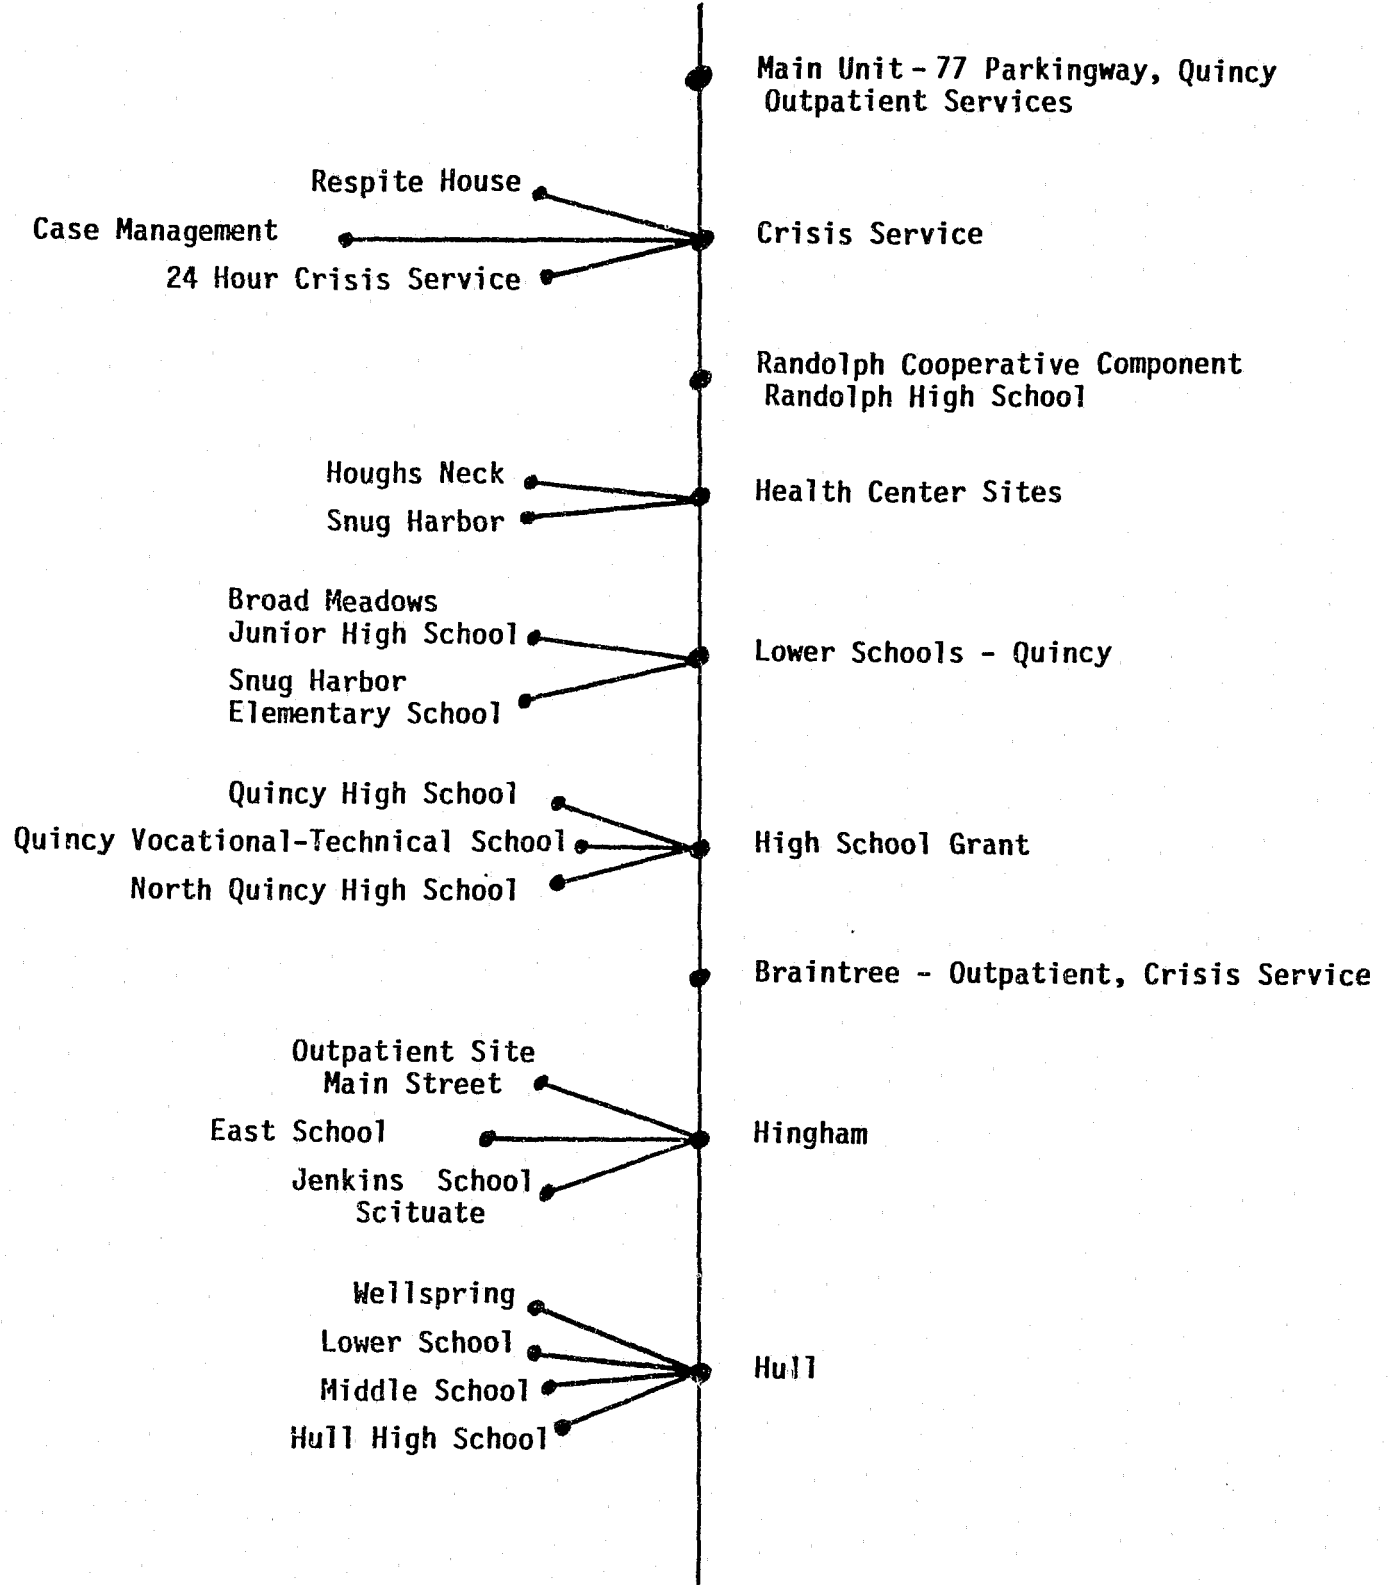 Main Unit - 77 Parkingway, Quincy
Outpatient Services
Respite House
Case Management
24 Hour Crisis Service
Crisis Service
Randolph Cooperative Component
Randolph High School
Houghs Neck
Snug Harbor
Health Center Sites
Broad Meadows
Junior High School
Snug Harbor
Elementary School
Lower Schools - Quincy
Quincy High School
Quincy Vocational-Technical School
North Quincy High School
High School Grant
Braintree - Outpatient, Crisis Service
Outpatient Site
Main Street
East School
Jenkins School
Scituate
Hingham
Wellspring
Lower School
Middle School
Hull High School
Hull